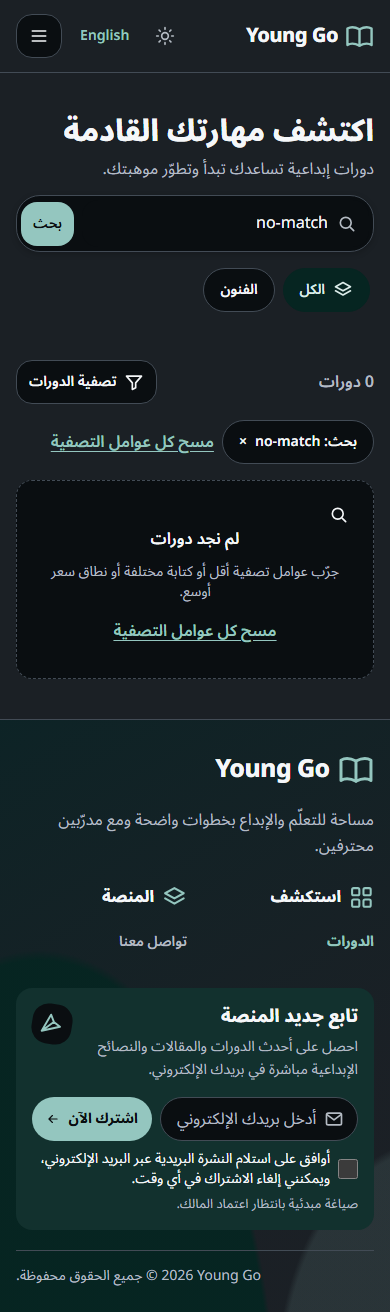 Young Go
English
اكتشف مهارتك القادمة
دورات إبداعية تساعدك تبدأ وتطوّر موهبتك.
no-match
بحث
الكل
الفنون
0 دورات
تصفية الدورات
بحث: no-match ×
مسح كل عوامل التصفية
لم نجد دورات
جرّب عوامل تصفية أقل أو كتابة مختلفة أو نطاق سعر
أوسع.
مسح كل عوامل التصفية
Young Go
مساحة للتعلّم والإبداع بخطوات واضحة ومع مدرّبين
محترفين.
استكشف
الدورات
المنصة
تواصل معنا
تابع جديد المنصة
احصل على أحدث الدورات والمقالات والنصائح
الإبداعية مباشرة في بريدك الإلكتروني.
أدخل بريدك الإلكتروني
اشترك الآن ←
أوافق على استلام النشرة البريدية عبر البريد الإلكتروني،
ويمكنني إلغاء الاشتراك في أي وقت.
صياغة مبدئية بانتظار اعتماد المالك.
Young Go 2026 © جميع الحقوق محفوظة.